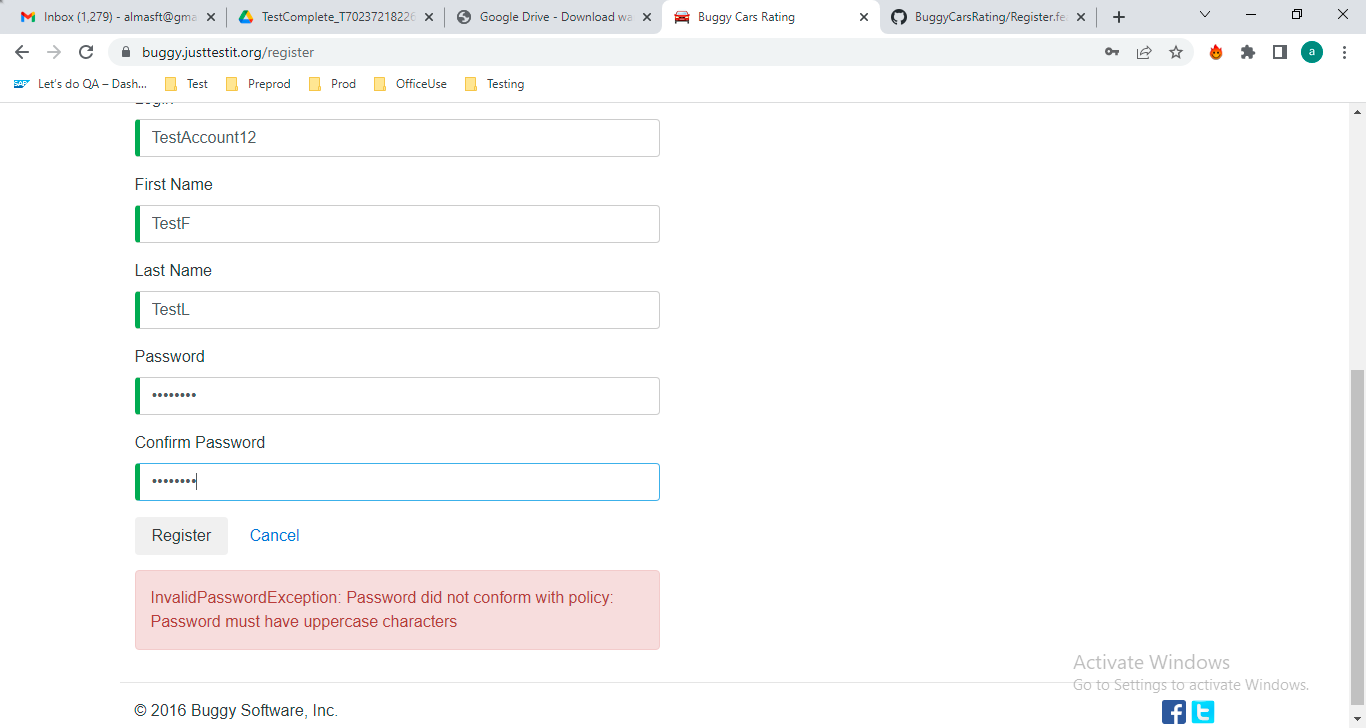 Inbox (1,279) - almasft@gma
TestComplete_T70237218226
Google Drive - Download wa
Buggy Cars Rating
BuggyCarsRating/Register.fe
buggy.justtestit.org/register
a
SAP
Let's do QA – Dash...
Test
Preprod
Prod
OfficeUse
Testing
Login
TestAccount12
First Name
TestF
Last Name
TestL
Password
••••••••
Confirm Password
••••••••
Register
Cancel
InvalidPasswordException: Password did not conform with policy:
Password must have uppercase characters
Activate Windows
Go to Settings to activate Windows.
© 2016 Buggy Software, Inc.